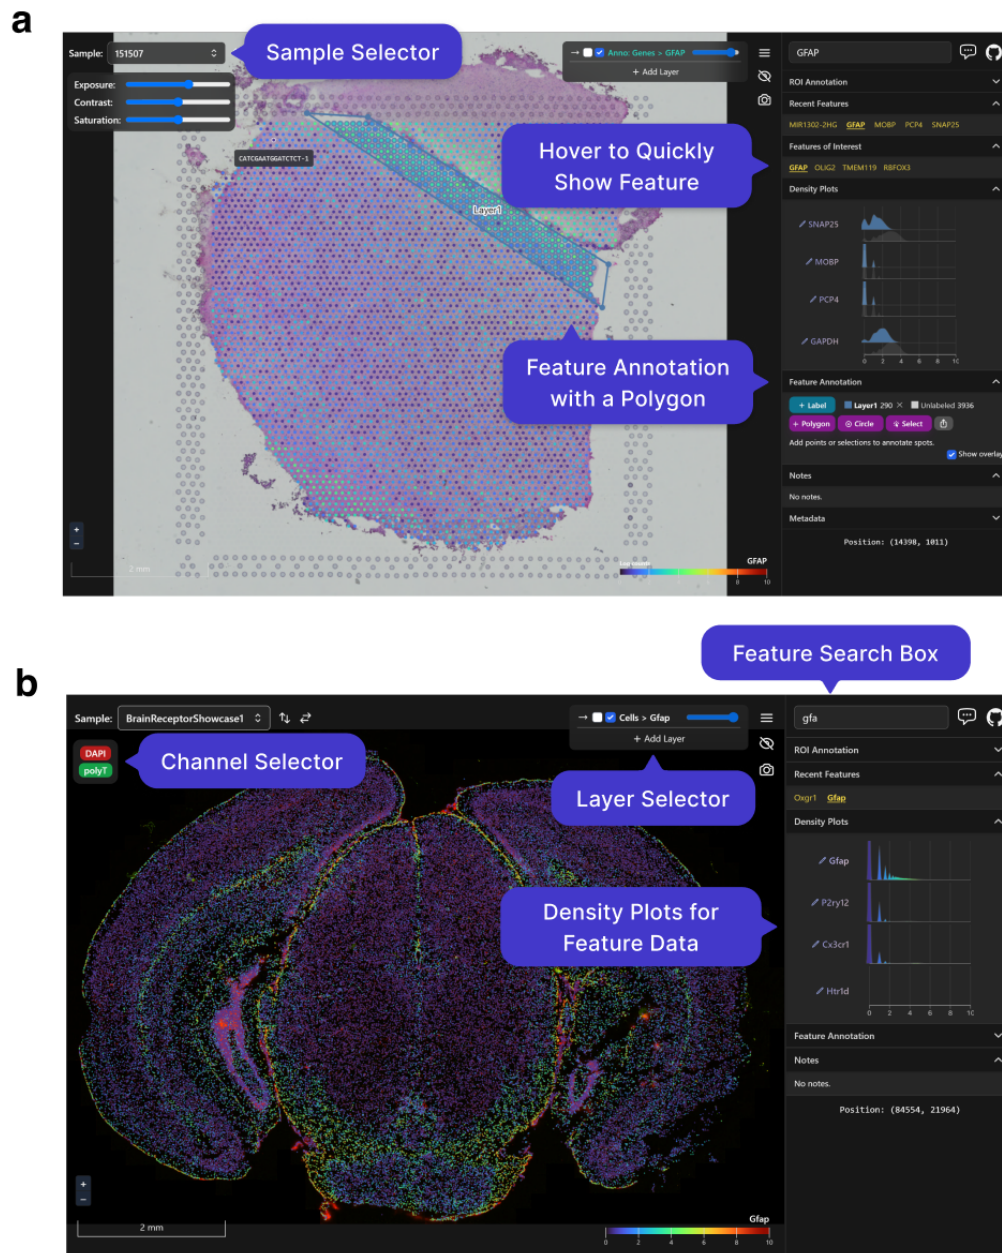 a
Sample: 151507
Sample Selector
Anno: Genes > GFAP
+ Add Layer
GFAP
Exposure:
Contrast:
Saturation:
ROI Annotation
Recent Features
MIR1302-2HG GFAP MOBP PCP4 SNAP25
Features of Interest
GFAP OLIG2 TMEM119 RBFOX3
Density Plots
CATCGAATGGATCTCT-1
Hover to Quickly
Show Feature
Layer1
SNAP25
MOBP
PCP4
GAPDH
0 2 4 6 8 10
Feature Annotation
with a Polygon
Feature Annotation
+ Label Layer1 290 × Unlabeled 3936
+ Polygon Circle Select
Add points or selections to annotate spots.
Show overlay
Notes
No notes.
Metadata
Position: (14398, 1011)
+
−
2 mm
GFAP
8 10
Feature Search Box
b
Sample: BrainReceptorShowcase1
Cells > Gfap
+ Add Layer
gfa
DAPI
polyT
Channel Selector
Layer Selector
ROI Annotation
Recent Features
Oxgr1 Gfap
Density Plots
Gfap
P2ry12
Cx3cr1
Htr1d
0 2 4 6 8 10
Density Plots for
Feature Data
Feature Annotation
Notes
No notes.
Position: (84554, 21964)
+
−
2 mm
Gfap
0 2 4 6 8 10